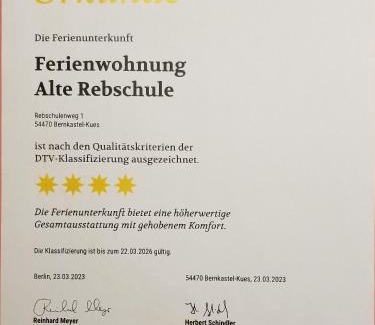 Urkunde
Die Ferienunterkunft
Ferienwohnung
Alte Rebschule
Rebschulenweg 1
54470 Bernkastel-Kues
ist nach den Qualitätskriterien der
DTV-Klassifizierung ausgezeichnet.
Die Ferienunterkunft bietet eine höherwertige
Gesamtausstattung mit gehobenem Komfort.
Die Klassifizierung ist bis zum 22.03.2026 gültig.
Berlin, 23.03.2023
54470 Bernkastel-Kues, 23.03.2023
Reinhard Meyer
Herbert Schindler